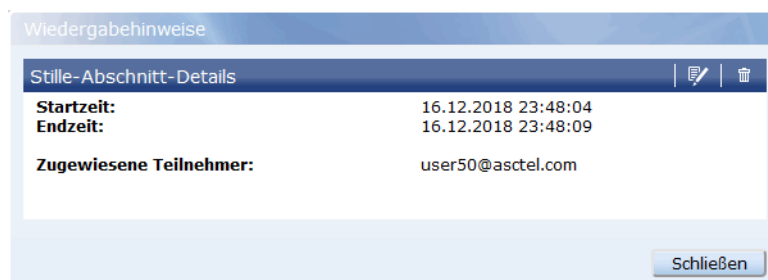 Wiedergabehinweise
Stille-Abschnitt-Details
Startzeit: 16.12.2018 23:48:04
Endzeit: 16.12.2018 23:48:09
Zugewiesene Teilnehmer: user50@asctel.com
Schließen